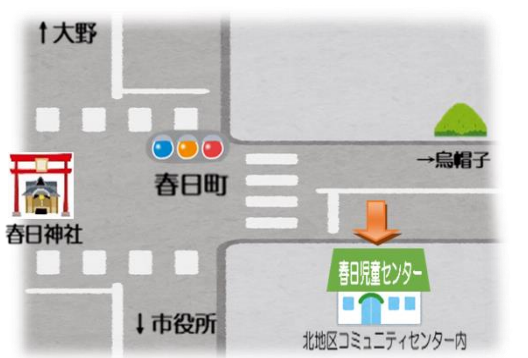 ↑大野
春日町
→烏帽子
春日神社
春日児童センター
↓市役所
北地区コミュニティセンター内